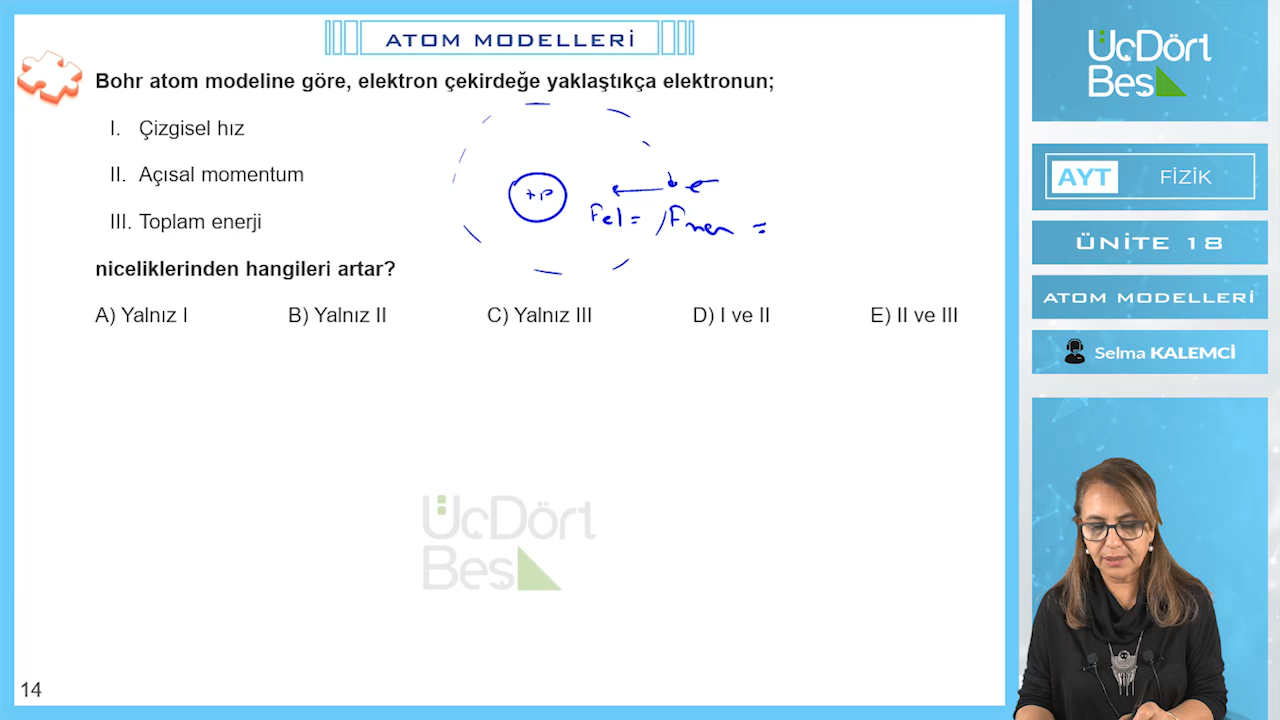 ATOM MODELLERİ
Bohr atom modeline göre, elektron çekirdeğe yaklaştıkça elektronun;
I. Çizgisel hız
II. Açısal momentum
III. Toplam enerji
+P
e-
Fel = Fmer =
niceliklerinden hangileri artar?
A) Yalnız I B) Yalnız II C) Yalnız III D) I ve II E) II ve III
ÜçDört
Beş
14
ÜçDört
Beş
AYT FİZİK
ÜNİTE 18
ATOM MODELLERİ
Selma KALEMCİ